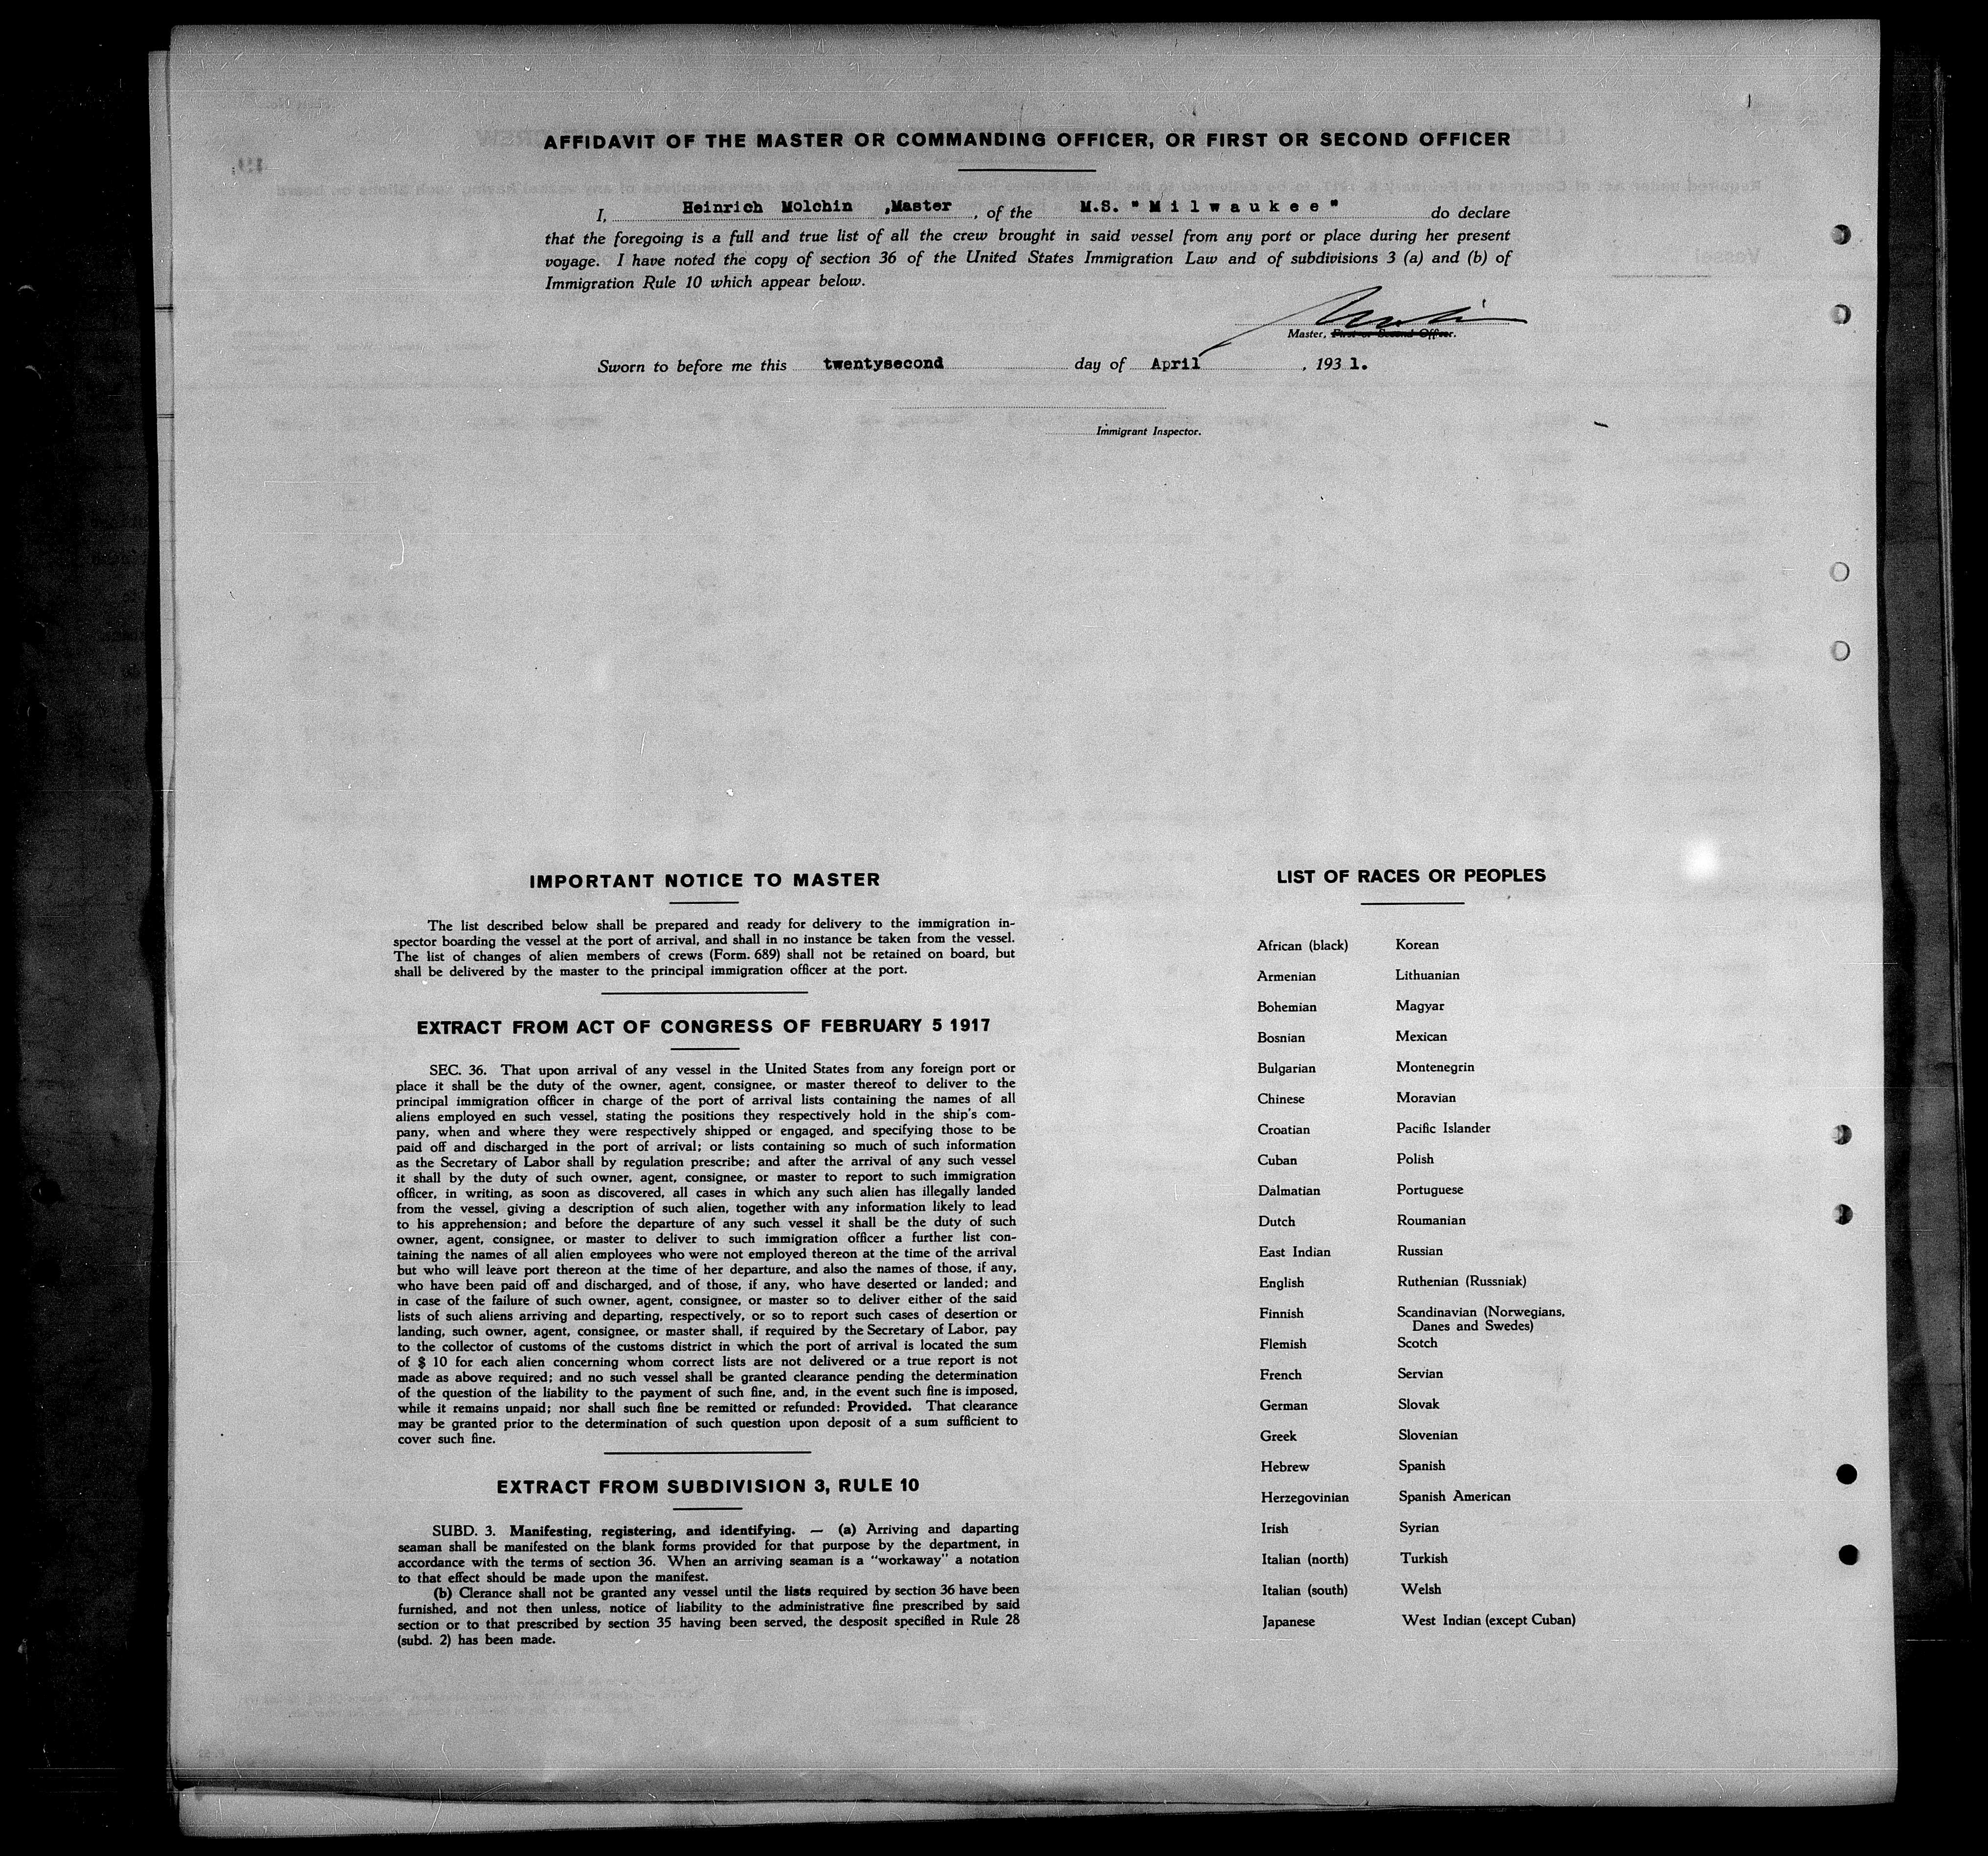 AFFIDAVIT OF THE MASTER OR COMMANDING OFFICER, OR FIRST OR SECOND OFFICER
I, Heinrich Molchin ,Master , of the M.S. " M i l w a u k e e " do declare
that the foregoing is a full and true list of all the crew brought in said vessel from any port or place during her present
voyage. I have noted the copy of section 36 of the United States Immigration Law and of subdivisions 3 (a) and (b) of
Immigration Rule 10 which appear below.
Master, First or Second Officer.
Sworn to before me this twentysecond day of April , 193 1.
Immigrant Inspector.
IMPORTANT NOTICE TO MASTER
The list described below shall be prepared and ready for delivery to the immigration in-
spector boarding the vessel at the port of arrival, and shall in no instance be taken from the vessel.
The list of changes of alien members of crews (Form. 689) shall not be retained on board, but
shall be delivered by the master to the principal immigration officer at the port.
EXTRACT FROM ACT OF CONGRESS OF FEBRUARY 5 1917
SEC. 36. That upon arrival of any vessel in the United States from any foreign port or
place it shall be the duty of the owner, agent, consignee, or master thereof to deliver to the
principal immigration officer in charge of the port of arrival lists containing the names of all
aliens employed en such vessel, stating the positions they respectively hold in the ship's com-
pany, when and where they were respectively shipped or engaged, and specifying those to be
paid off and discharged in the port of arrival; or lists containing so much of such information
as the Secretary of Labor shall by regulation prescribe; and after the arrival of any such vessel
it shall by the duty of such owner, agent, consignee, or master to report to such immigration
officer, in writing, as soon as discovered, all cases in which any such alien has illegally landed
from the vessel, giving a description of such alien, together with any information likely to lead
to his apprehension; and before the departure of any such vessel it shall be the duty of such
owner, agent, consignee, or master to deliver to such immigration officer a further list con-
taining the names of all alien employees who were not employed thereon at the time of the arrival
but who will leave port thereon at the time of her departure, and also the names of those, if any,
who have been paid off and discharged, and of those, if any, who have deserted or landed; and
in case of the failure of such owner, agent, consignee, or master so to deliver either of the said
lists of such aliens arriving and departing, respectively, or so to report such cases of desertion or
landing, such owner, agent, consignee, or master shall, if required by the Secretary of Labor, pay
to the collector of customs of the customs district in which the port of arrival is located the sum
of $ 10 for each alien concerning whom correct lists are not delivered or a true report is not
made as above required; and no such vessel shall be granted clearance pending the determination
of the question of the liability to the payment of such fine, and, in the event such fine is imposed,
while it remains unpaid; nor shall such fine be remitted or refunded: Provided. That clearance
may be granted prior to the determination of such question upon deposit of a sum sufficient to
cover such fine.
EXTRACT FROM SUBDIVISION 3, RULE 10
SUBD. 3. Manifesting, registering, and identifying. — (a) Arriving and daparting
seaman shall be manifested on the blank forms provided for that purpose by the department, in
accordance with the terms of section 36. When an arriving seaman is a "workaway" a notation
to that effect should be made upon the manifest.
(b) Clerance shall not be granted any vessel until the lists required by section 36 have been
furnished, and not then unless, notice of liability to the administrative fine prescribed by said
section or to that prescribed by section 35 having been served, the desposit specified in Rule 28
(subd. 2) has been made.
LIST OF RACES OR PEOPLES
African (black) Korean
Armenian Lithuanian
Bohemian Magyar
Bosnian Mexican
Bulgarian Montenegrin
Chinese Moravian
Croatian Pacific Islander
Cuban Polish
Dalmatian Portuguese
Dutch Roumanian
East Indian Russian
English Ruthenian (Russniak)
Finnish Scandinavian (Norwegians,
Danes and Swedes)
Flemish Scotch
French Servian
German Slovak
Greek Slovenian
Hebrew Spanish
Herzegovinian Spanish American
Irish Syrian
Italian (north) Turkish
Italian (south) Welsh
Japanese West Indian (except Cuban)